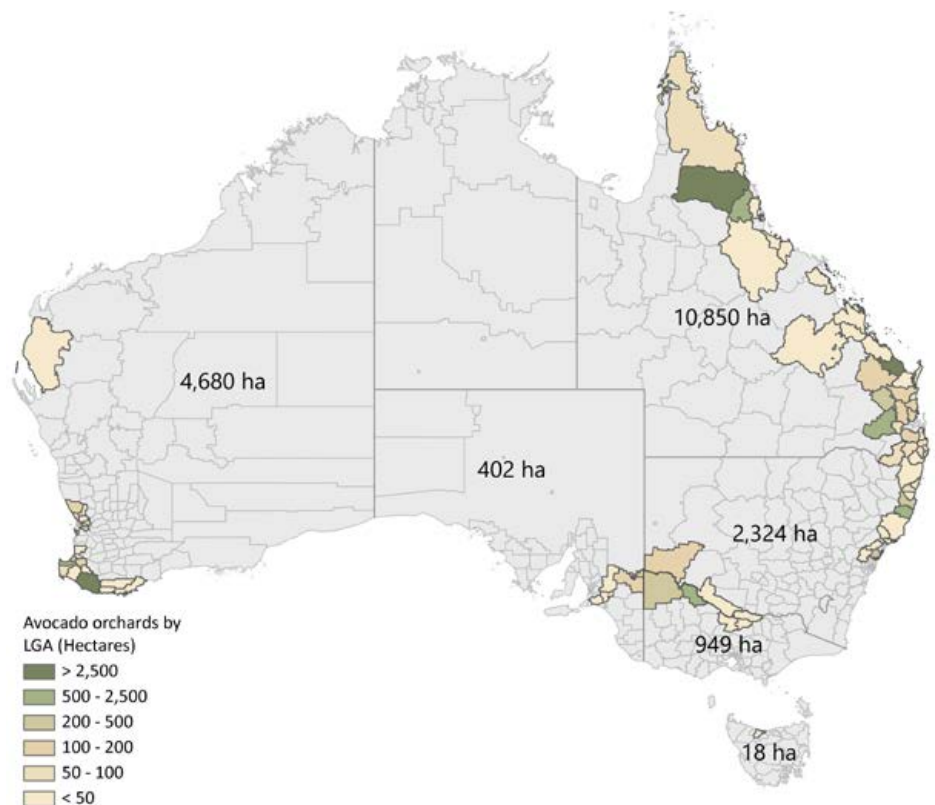 10,850 ha
4,680 ha
402 ha
2,324 ha
949 ha
18 ha
Avocado orchards by
LGA (Hectares)
> 2,500
500 - 2,500
200 - 500
100 - 200
50 - 100
< 50